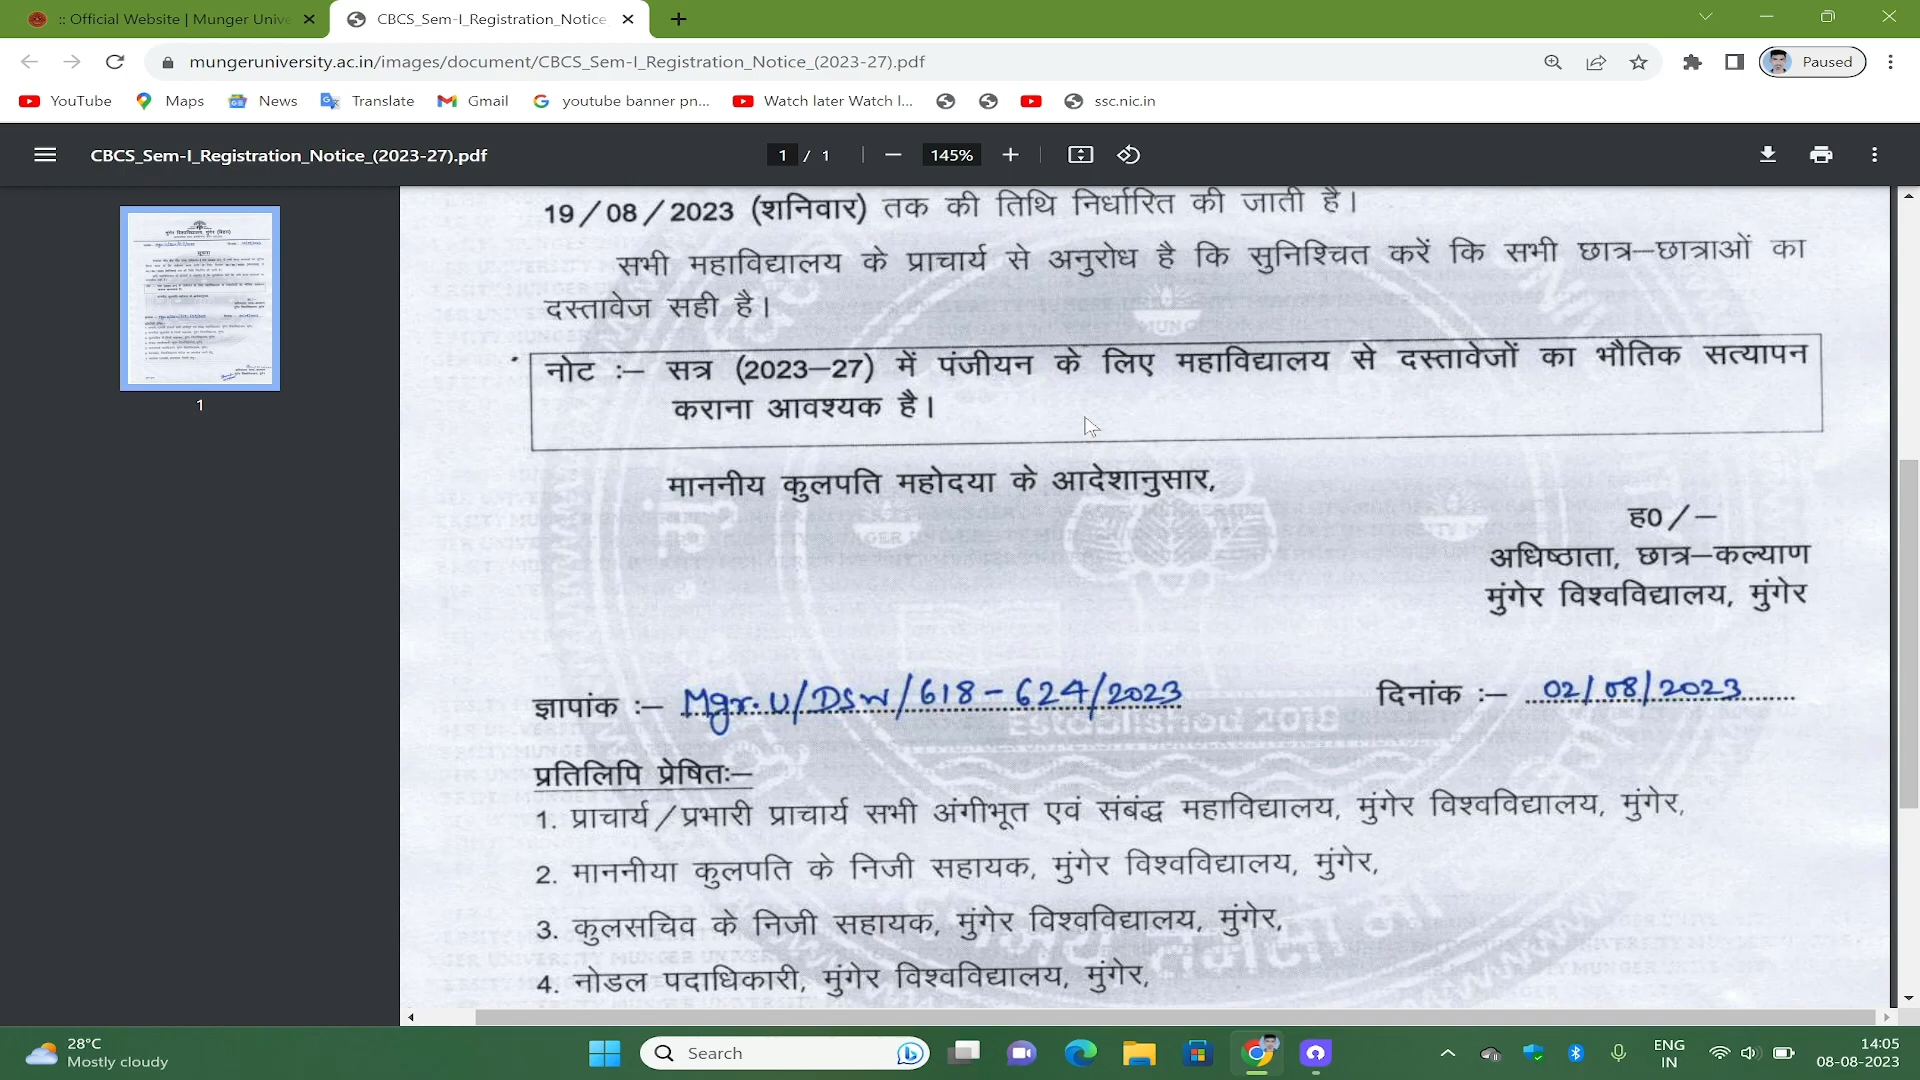 :: Official Website | Munger Unive
CBCS_Sem-I_Registration_Notice
mungeruniversity.ac.in/images/document/CBCS_Sem-I_Registration_Notice_(2023-27).pdf
Paused
YouTube
Maps
News
Translate
Gmail
youtube banner pn...
Watch later Watch l...
ssc.nic.in
CBCS_Sem-I_Registration_Notice_(2023-27).pdf
1 / 1
145%
1
19/08/2023 (शनिवार) तक की तिथि निर्धारित की जाती है।
सभी महाविद्यालय के प्राचार्य से अनुरोध है कि सुनिश्चित करें कि सभी छात्र–छात्राओं का
दस्तावेज सही है।
नोट :– सत्र (2023–27) में पंजीयन के लिए महाविद्यालय से दस्तावेजों का भौतिक सत्यापन
कराना आवश्यक है।
माननीय कुलपति महोदया के आदेशानुसार,
ह0/–
अधिष्ठाता, छात्र–कल्याण
मुंगेर विश्वविद्यालय, मुंगेर
ज्ञापांक :– Mgr.U/DSW/618-624/2023 दिनांक :– 02/08/2023
Established 2018
प्रतिलिपि प्रेषितः–
1. प्राचार्य/प्रभारी प्राचार्य सभी अंगीभूत एवं संबंद्ध महाविद्यालय, मुंगेर विश्वविद्यालय, मुंगेर,
2. माननीया कुलपति के निजी सहायक, मुंगेर विश्वविद्यालय, मुंगेर,
3. कुलसचिव के निजी सहायक, मुंगेर विश्वविद्यालय, मुंगेर,
4. नोडल पदाधिकारी, मुंगेर विश्वविद्यालय, मुंगेर,
28°C
Mostly cloudy
Search
ENG
IN
14:05
08-08-2023